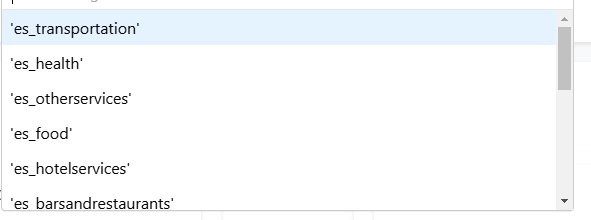 'es_transportation'
'es_health'
'es_otherservices'
'es_food'
'es_hotelservices'
'es_barsandrestaurants'